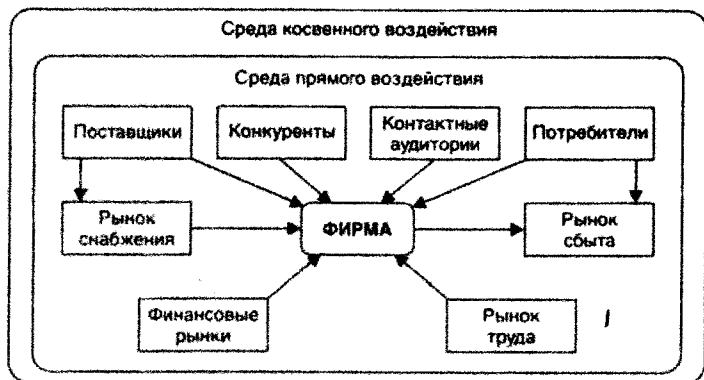 Среда косвенного воздействия
Среда прямого воздействия
Поставщики
Конкуренты
Контактные
аудитории
Потребители
Рынок
снабжения
ФИРМА
Рынок
сбыта
Финансовые
рынки
Рынок
труда